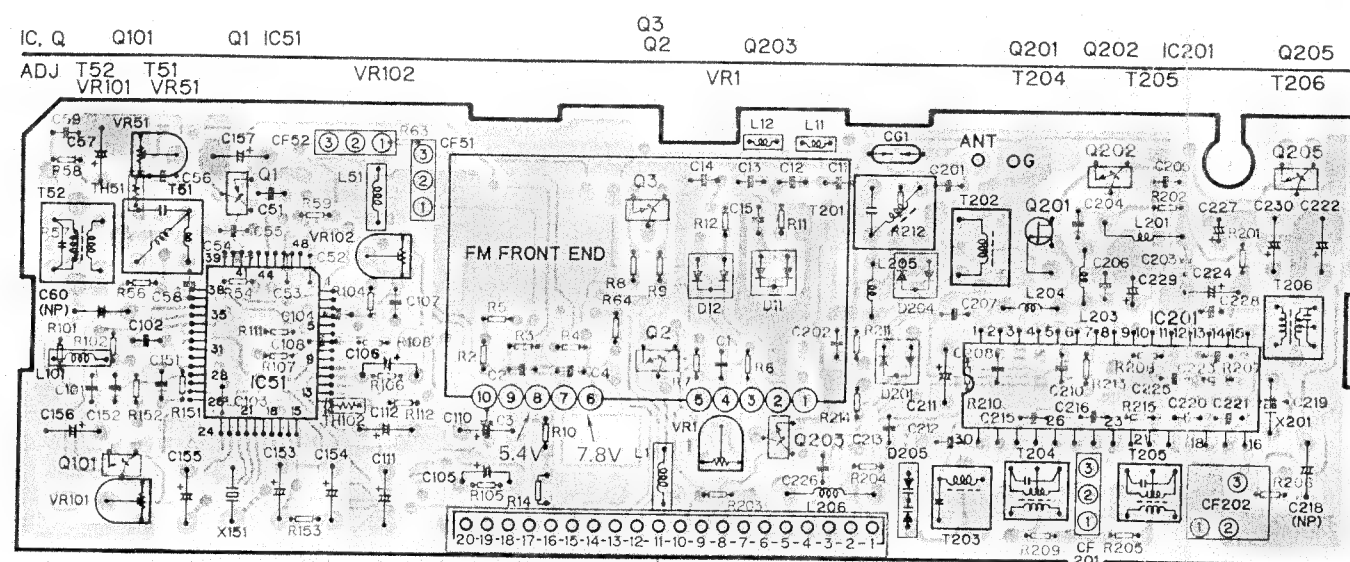 Q3
IC, Q Q101 Q1 IC51 Q2 Q203 Q201 Q202 IC201 Q205
ADJ T52 T51 VR102 VR1 T204 T205 T206
VR101 VR51
C59 VR51 C157 CF52 3 2 1 R63 CF51 L12 L11 CG1 ANT G Q202 Q205
C57 R58 C56 Q1 L51 3 2 1 C14 C13 C12 C11 C201
T52 TH51 T51 C51 R59 Q3 R12 C15 R11 T201 R212 T202 Q201 C204 R202 C227 C230 C222
R57 C54 C55 48 VR102 L201 R201
39 41 44 C52 FM FRONT END L205 C206 C203 C229 C224 C228
R56 C58 38 R54 C53 R104 C107 R8 R64 R9 D12 D11 D204 C207 L204 L203 IC201 T206
C60 (NP) 35 C104 R5
R101 R102 C102 R111 5 R108 R3 R4 Q2 C202 R211 1 2 3 4 5 6 7 8 9 10 11 12 13 14 15
31 C108 9 C106 R2 C1 C208 R207
L101 C151 28 R107 R106 C2 C4 R7 R6 D201 R210 C210 R213 C225 C223
C101 C152 R152 R151 IC51 13 C211
26 C103 R112 10 9 8 7 6 5 4 3 2 1 R214 C215 C216 R215 C220 C221 C219
C156 24 21 18 15 TH102 C112 C110 C3 R10 VR1 Q203 C213 C212 30 26 23 21 18 16 X201
Q101 C155 C153 C154 C111 5.4V 7.8V L1 D205 T204 T205
VR101 C105 R105 R14 R203 C226 L206 R204 3 2 1 3 CF202 1 2 C218 (NP)
X151 R153 20-19-18-17-16-15-14-13-12-11-10-9-8-7-6-5-4-3-2-1 T203 R209 CF 201 R205